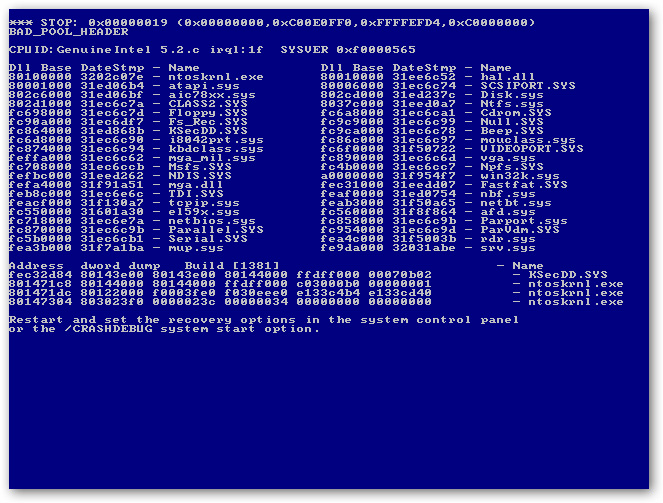 *** STOP: 0x00000019 (0x00000000,0xC00E0FF0,0xFFFFEFD4,0xC0000000)
BAD_POOL_HEADER
CPUID:GenuineIntel 5.2.c irql:1f  SYSVER 0xf0000565
Dll Base DateStmp - Name                    Dll Base DateStmp - Name
80100000 3202c07e - ntoskrnl.exe            80010000 31ee6c52 - hal.dll
80001000 31ed06b4 - atapi.sys               80006000 31ec6c74 - SCSIPORT.SYS
802c6000 31ed06bf - aic78xx.sys             802cd000 31ed237c - Disk.sys
802d1000 31ec6c7a - CLASS2.SYS              8037c000 31eed0a7 - Ntfs.sys
fc698000 31ec6c7d - Floppy.SYS              fc6a8000 31ec6ca1 - Cdrom.SYS
fc90a000 31ec6df7 - Fs_Rec.SYS              fc9c9000 31ec6c99 - Null.SYS
fc864000 31ed868b - KSecDD.SYS              fc9ca000 31ec6c78 - Beep.SYS
fc6d8000 31ec6c90 - i8042prt.sys            fc86c000 31ec6c97 - mouclass.sys
fc874000 31ec6c94 - kbdclass.sys            fc6f0000 31f50722 - VIDEOPORT.SYS
feffa000 31ec6c62 - mga_mil.sys             fc890000 31ec6c6d - vga.sys
fc708000 31ec6ccb - Msfs.SYS                fc4b0000 31ec6cc7 - Npfs.SYS
fefbc000 31eed262 - NDIS.SYS                a0000000 31f954f7 - win32k.sys
fefa4000 31f91a51 - mga.dll                 fec31000 31eedd07 - Fastfat.SYS
feb8c000 31ec6e6c - TDI.SYS                 feaf0000 31ed0754 - nbf.sys
feacf000 31f130a7 - tcpip.sys               feab3000 31f50a65 - netbt.sys
fc550000 31601a30 - el59x.sys               fc560000 31f8f864 - afd.sys
fc718000 31ec6e7a - netbios.sys             fc858000 31ec6c9b - Parport.sys
fc870000 31ec6c9b - Parallel.SYS            fc954000 31ec6c9d - ParVdm.SYS
fc5b0000 31ec6cb1 - Serial.SYS              fea4c000 31f5003b - rdr.sys
fea3b000 31f7a1ba - mup.sys                 fe9da000 32031abe - srv.sys
Address  dword dump   Build [1381]                            - Name
fec32d84 80143e00 80143e00 80144000 ffdff000 00070b02         - KSecDD.SYS
801471c8 80144000 80144000 ffdff000 c03000b0 00000001         - ntoskrnl.exe
801471dc 80122000 f0003fe0 f030eee0 e133c4b4 e133cd40         - ntoskrnl.exe
80147304 803023f0 0000023c 00000034 00000000 00000000         - ntoskrnl.exe
Restart and set the recovery options in the system control panel
or the /CRASHDEBUG system start option.